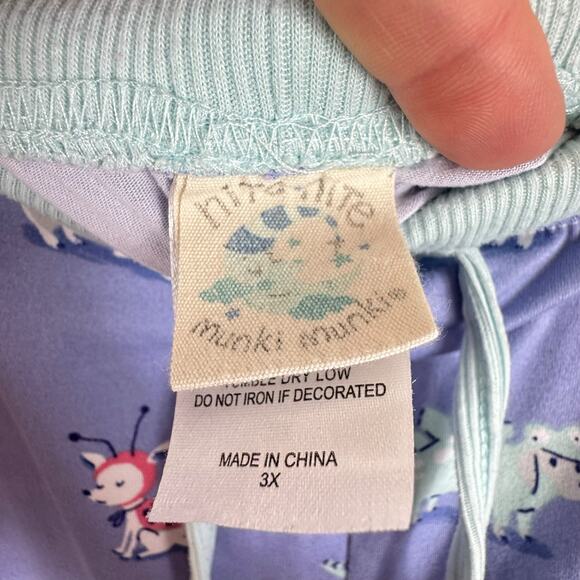 nite nite
munki munki®
TUMBLE DRY LOW
DO NOT IRON IF DECORATED
MADE IN CHINA
3X